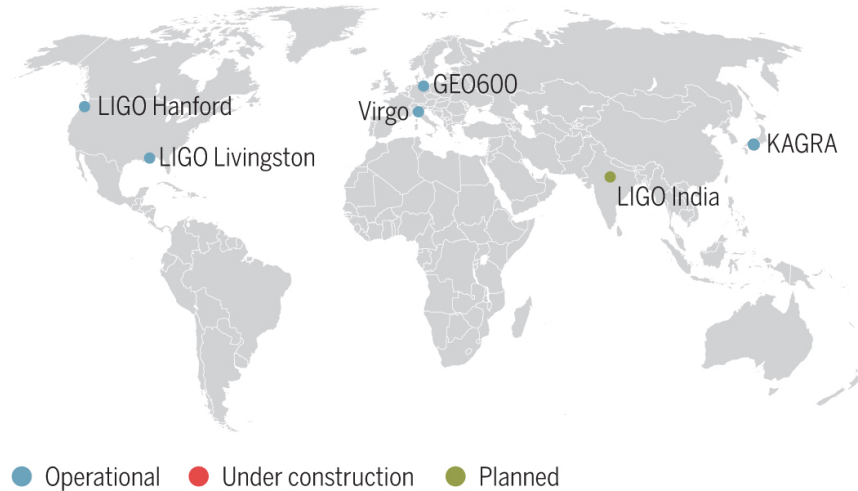 GEO600
LIGO Hanford
Virgo
KAGRA
LIGO Livingston
LIGO India
Operational
Under construction
Planned